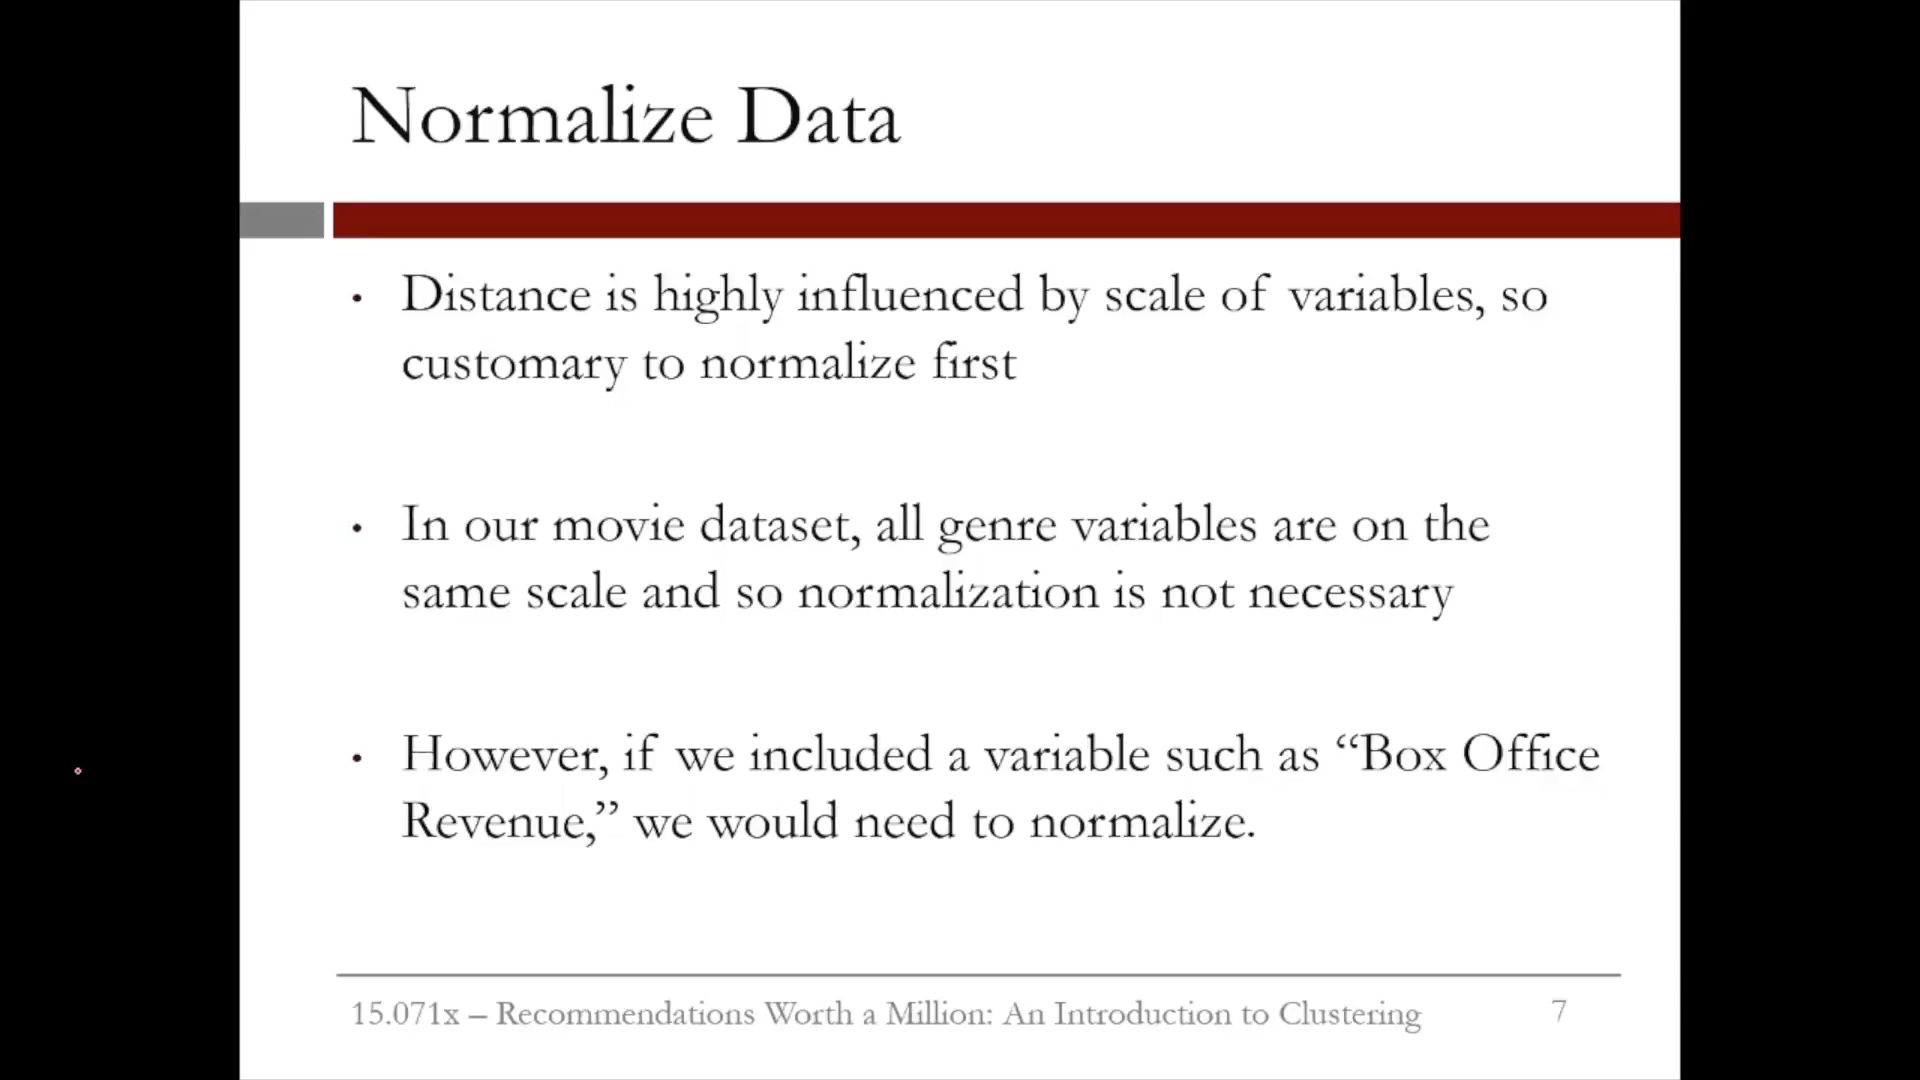 Normalize Data
• Distance is highly influenced by scale of variables, so
customary to normalize first
• In our movie dataset, all genre variables are on the
same scale and so normalization is not necessary
• However, if we included a variable such as “Box Office
Revenue,” we would need to normalize.
15.071x – Recommendations Worth a Million: An Introduction to Clustering 7